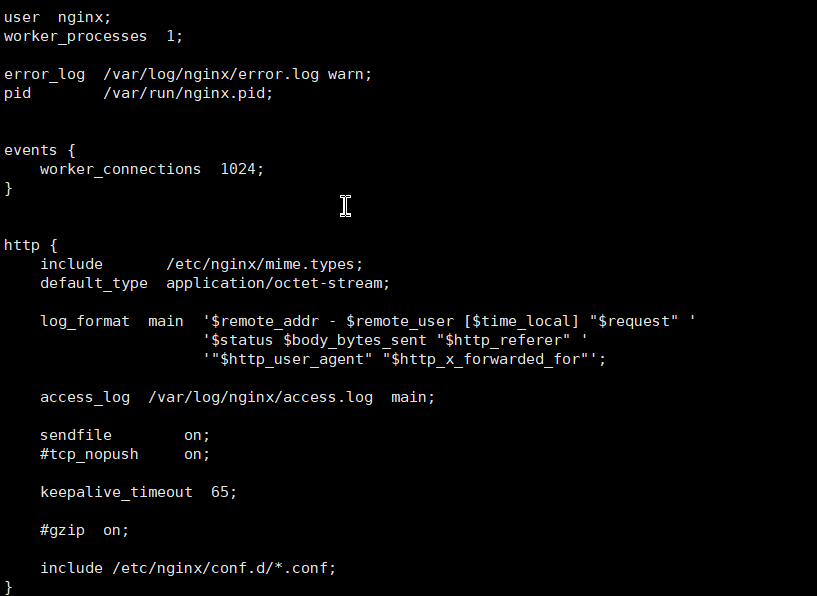 user  nginx;
worker_processes  1;

error_log  /var/log/nginx/error.log warn;
pid        /var/run/nginx.pid;


events {
    worker_connections  1024;
}


http {
    include       /etc/nginx/mime.types;
    default_type  application/octet-stream;

    log_format  main  '$remote_addr - $remote_user [$time_local] "$request" '
                      '$status $body_bytes_sent "$http_referer" '
                      '"$http_user_agent" "$http_x_forwarded_for"';

    access_log  /var/log/nginx/access.log  main;

    sendfile        on;
    #tcp_nopush     on;

    keepalive_timeout  65;

    #gzip  on;

    include /etc/nginx/conf.d/*.conf;
}